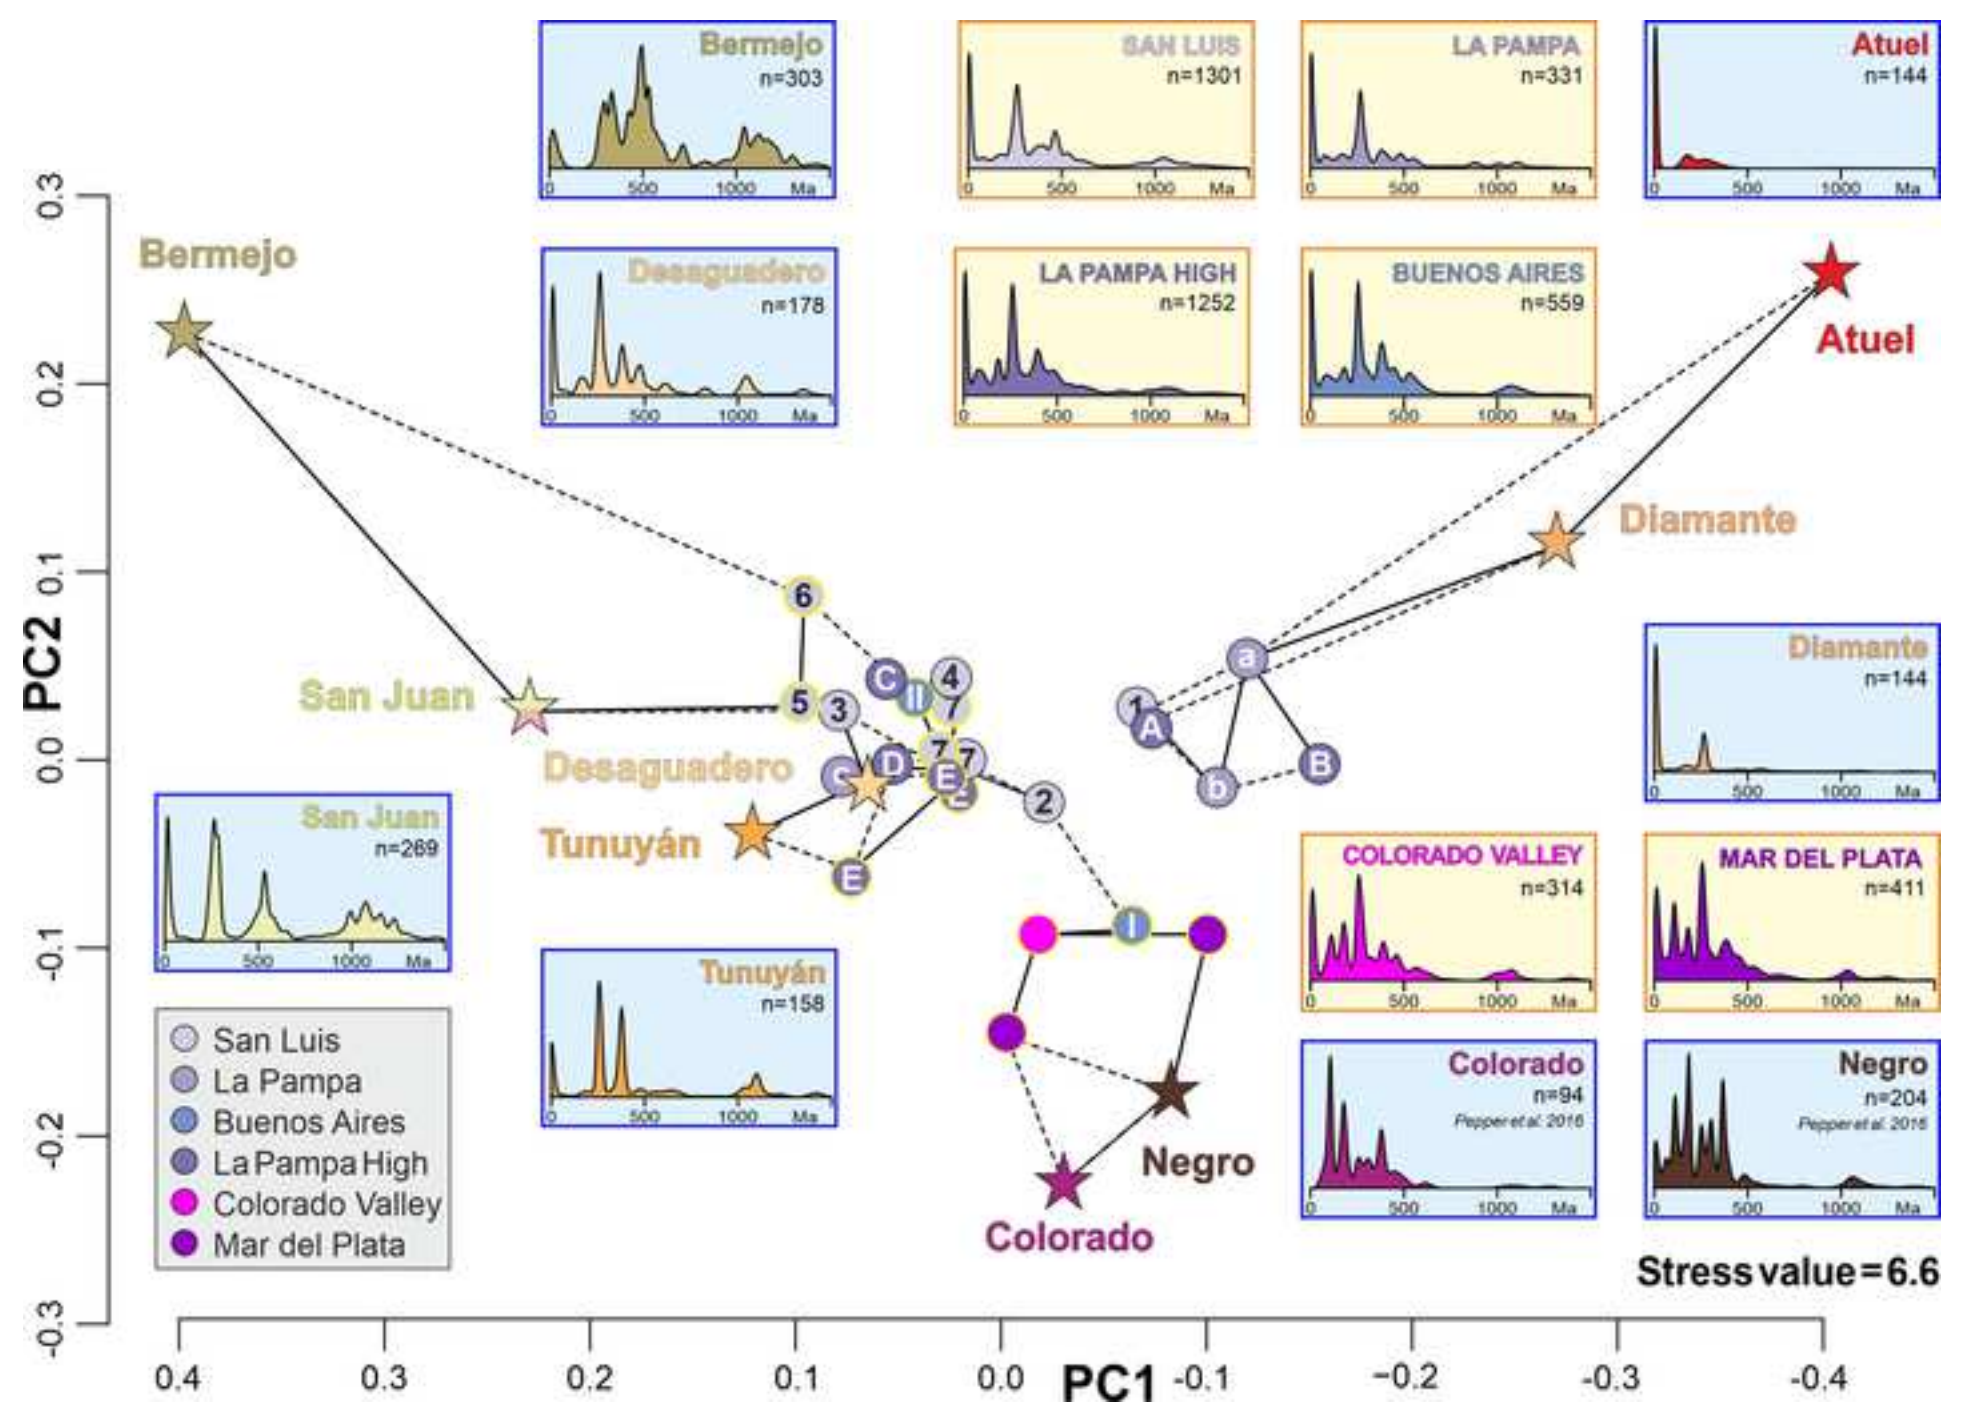 Bermejo
n=303
0 500 1000 Ma
SAN LUIS
n=1301
0 500 1000 Ma
LA PAMPA
n=331
0 500 1000 Ma
Atuel
n=144
0 500 1000 Ma
Desaguadero
n=178
0 500 1000 Ma
LA PAMPA HIGH
n=1252
0 500 1000 Ma
BUENOS AIRES
n=559
0 500 1000 Ma
0.3
0.2
0.1
0.0
-0.1
-0.2
-0.3
PC2
Bermejo
Atuel
Diamante
6
C
II
4
7
5
3
San Juan
1
A
a
b
B
7
7
D
E
E
C
2
Desaguadero
Tunuyán
E
I
Diamante
n=144
0 500 1000 Ma
San Juan
n=269
0 500 1000 Ma
Tunuyán
n=158
0 500 1000 Ma
COLORADO VALLEY
n=314
0 500 1000 Ma
MAR DEL PLATA
n=411
0 500 1000 Ma
Colorado
n=94
Pepper et al. 2016
0 500 1000 Ma
Negro
n=204
Pepper et al. 2016
0 500 1000 Ma
Negro
Colorado
San Luis
La Pampa
Buenos Aires
La Pampa High
Colorado Valley
Mar del Plata
Stress value=6.6
0.4 0.3 0.2 0.1 0.0 -0.1 −0.2 -0.3 -0.4
PC1